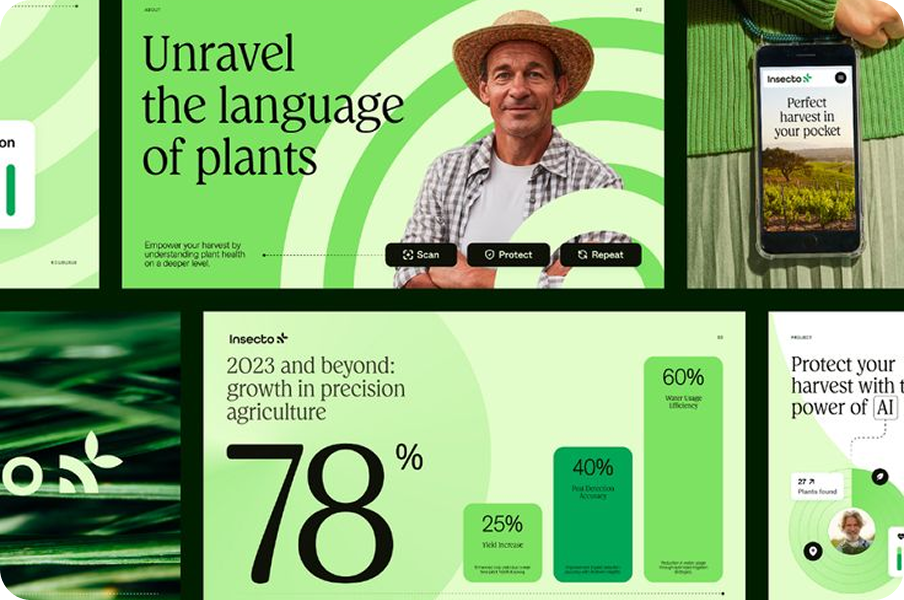 on
ABOUT
02
Unravel
the language
of plants
Empower your harvest by
understanding plant health
on a deeper level.
Scan
Protect
Repeat
Insecto
Perfect
harvest in
your pocket
Insecto
2023 and beyond:
growth in precision
agriculture
78%
25%
Yield Increase
40%
Pest Detection
Accuracy
60%
Water Usage
Efficiency
PROJECT
Protect your
harvest with t
power of AI
27
Plants found